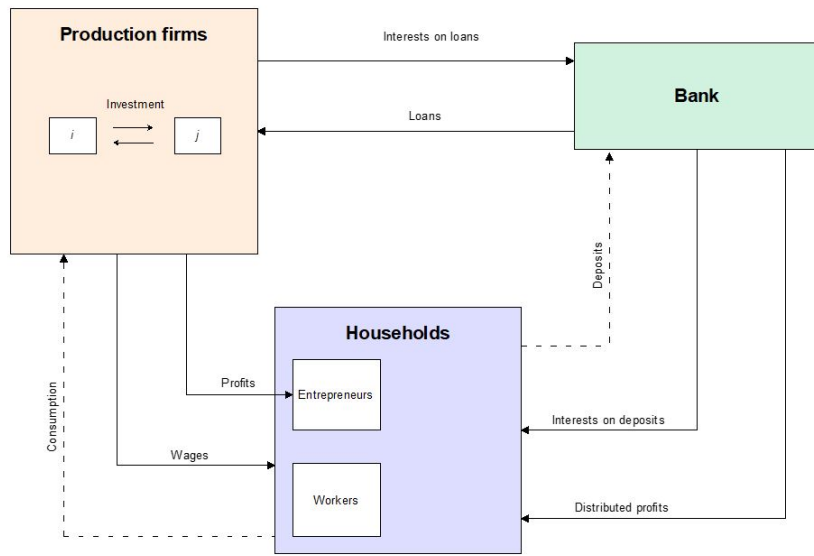 Production firms
Interests on loans
Bank
Investment
i
j
Loans
Deposits
Households
Consumption
Profits
Entrepreneurs
Interests on deposits
Wages
Workers
Distributed profits